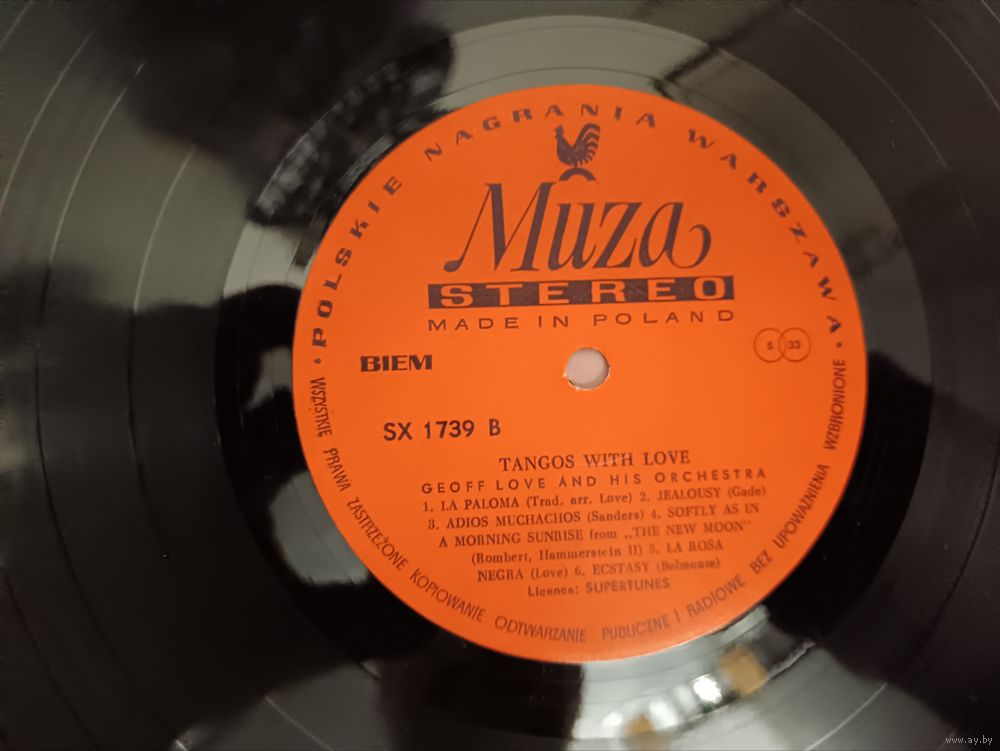 • POLSKIE NAGRANIA WARSZAWA •
Muza
STEREO
MADE IN POLAND
BIEM
S 33
SX 1739 B
TANGOS WITH LOVE
GEOFF LOVE AND HIS ORCHESTRA
1. LA PALOMA (Trad. arr. Love) 2. JEALOUSY (Gade)
3. ADIOS MUCHACHOS (Sanders) 4. SOFTLY AS IN
A MORNING SUNRISE from „THE NEW MOON”
(Rombert, Hammerstein II) 5. LA ROSA
NEGRA (Love) 6. ECSTASY (Belmonte)
Licence: SUPERTUNES
WSZYSTKIE PRAWA ZASTRZEŻONE KOPIOWANIE ODTWARZANIE PUBLICZNE I RADIOWE BEZ UPOWAŻNIENIA WZBRONIONE
www.ay.by